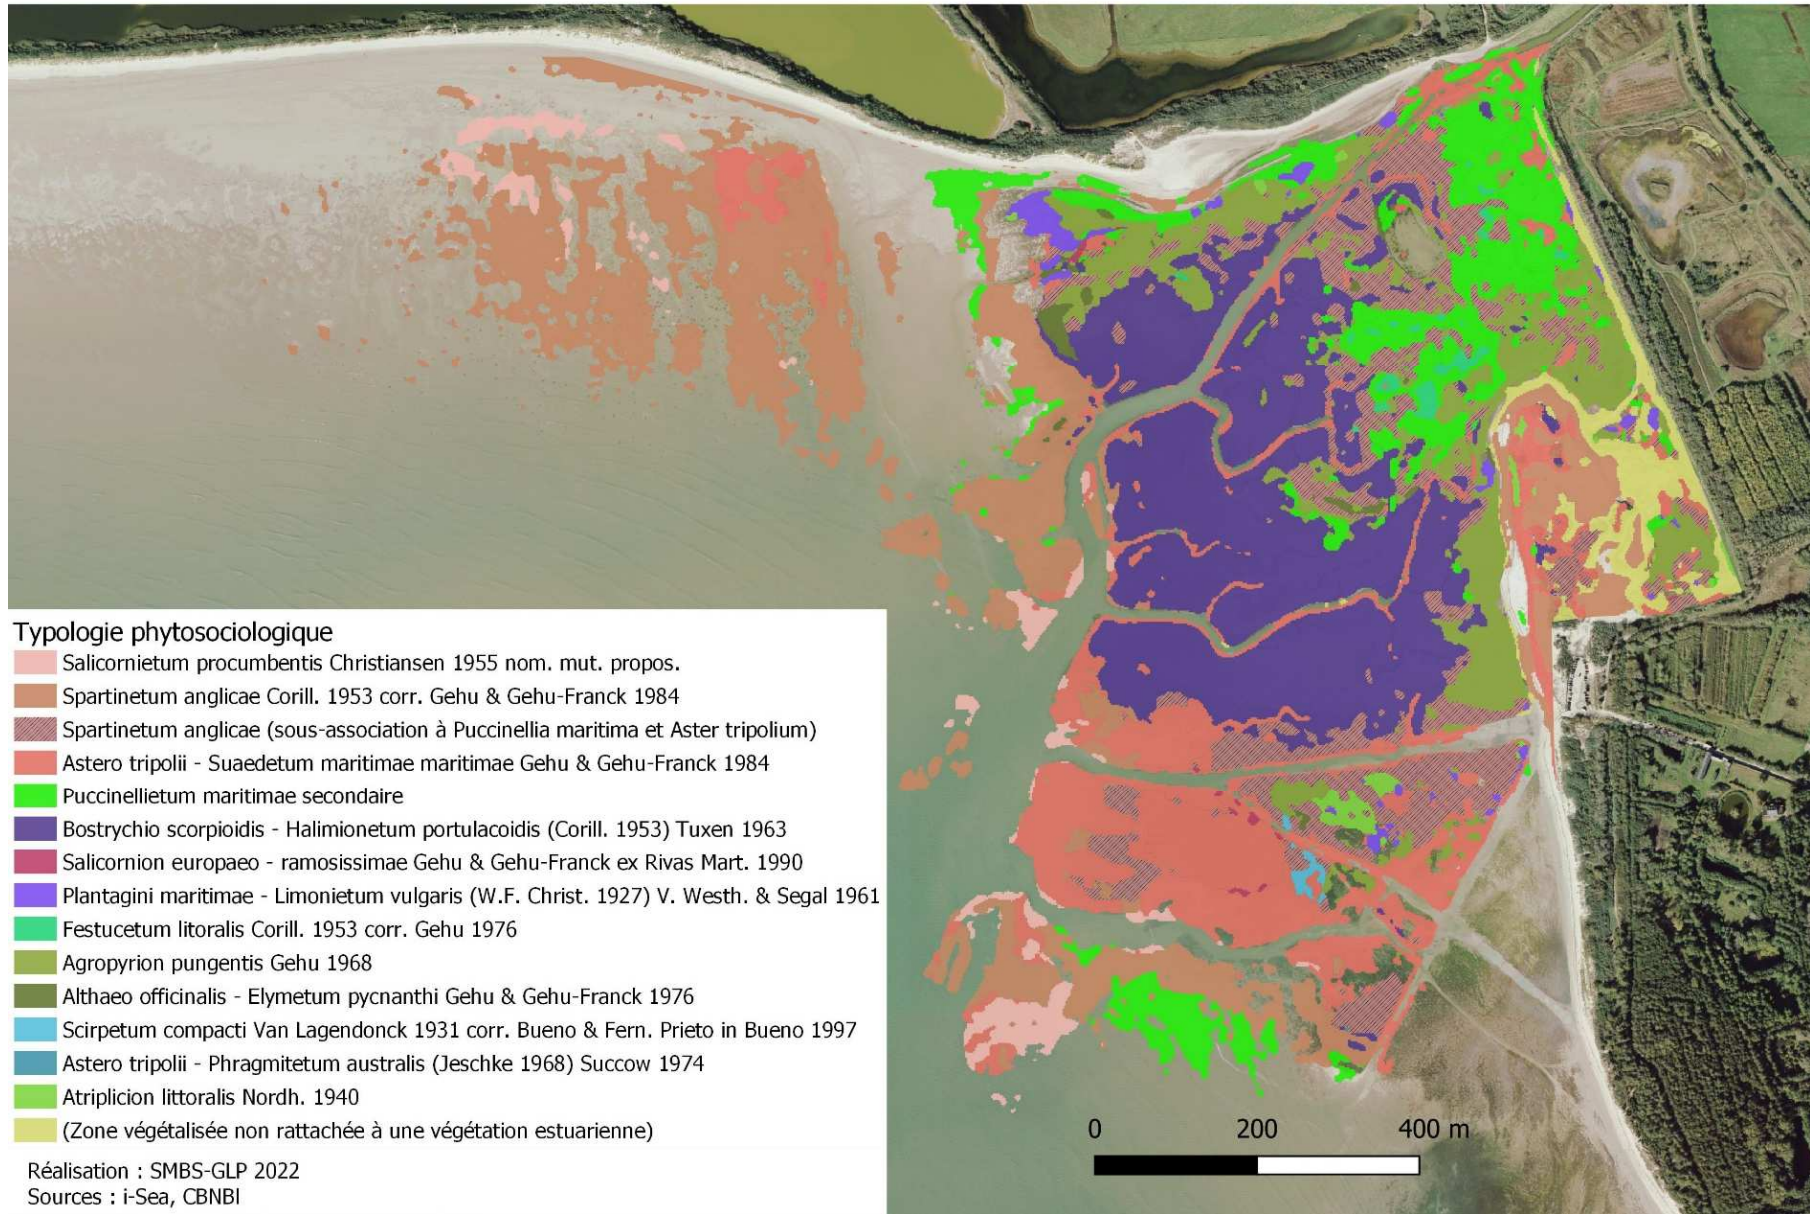 Typologie phytosociologique
Salicornietum procumbentis Christiansen 1955 nom. mut. propos.
Spartinetum anglicae Corill. 1953 corr. Gehu & Gehu-Franck 1984
Spartinetum anglicae (sous-association à Puccinellia maritima et Aster tripolium)
Astero tripolii - Suaedetum maritimae maritimae Gehu & Gehu-Franck 1984
Puccinellietum maritimae secondaire
Bostrychio scorpioidis - Halimionetum portulacoidis (Corill. 1953) Tuxen 1963
Salicornion europaeo - ramosissimae Gehu & Gehu-Franck ex Rivas Mart. 1990
Plantagini maritimae - Limonietum vulgaris (W.F. Christ. 1927) V. Westh. & Segal 1961
Festucetum litoralis Corill. 1953 corr. Gehu 1976
Agropyrion pungentis Gehu 1968
Althaeo officinalis - Elymetum pycnanthi Gehu & Gehu-Franck 1976
Scirpetum compacti Van Lagendonck 1931 corr. Bueno & Fern. Prieto in Bueno 1997
Astero tripolii - Phragmitetum australis (Jeschke 1968) Succow 1974
Atriplicion littoralis Nordh. 1940
(Zone végétalisée non rattachée à une végétation estuarienne)
Réalisation : SMBS-GLP 2022
Sources : i-Sea, CBNBI
0 200 400 m